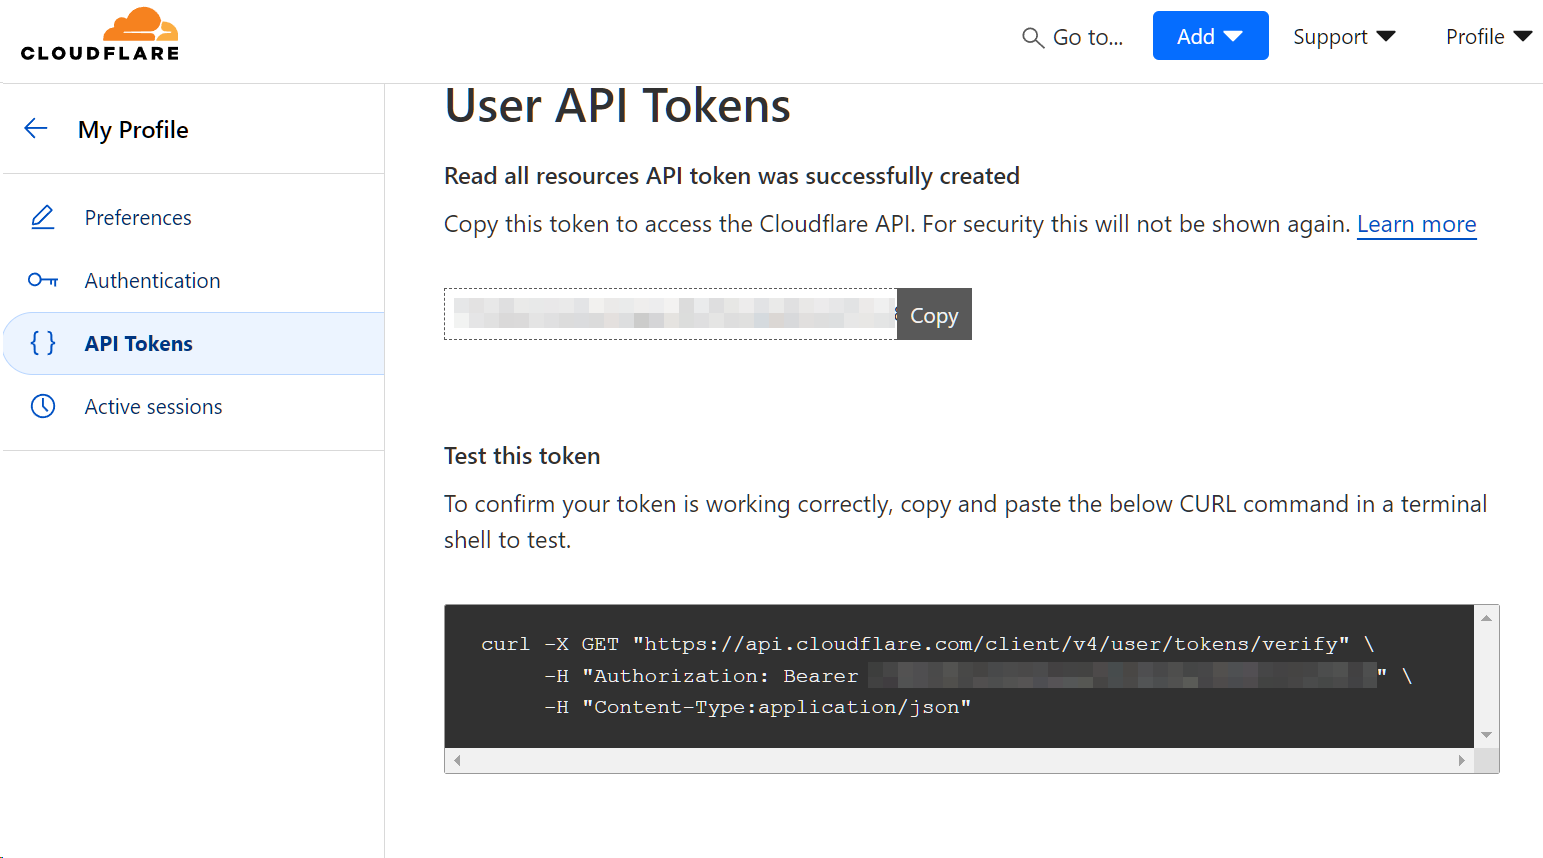 CLOUDFLARE
Go to...
Add
Support
Profile
My Profile
Preferences
Authentication
API Tokens
Active sessions
User API Tokens
Read all resources API token was successfully created
Copy this token to access the Cloudflare API. For security this will not be shown again. Learn more
Copy
Test this token
To confirm your token is working correctly, copy and paste the below CURL command in a terminal
shell to test.
curl -X GET "https://api.cloudflare.com/client/v4/user/tokens/verify" \
-H "Authorization: Bearer " \
-H "Content-Type:application/json"